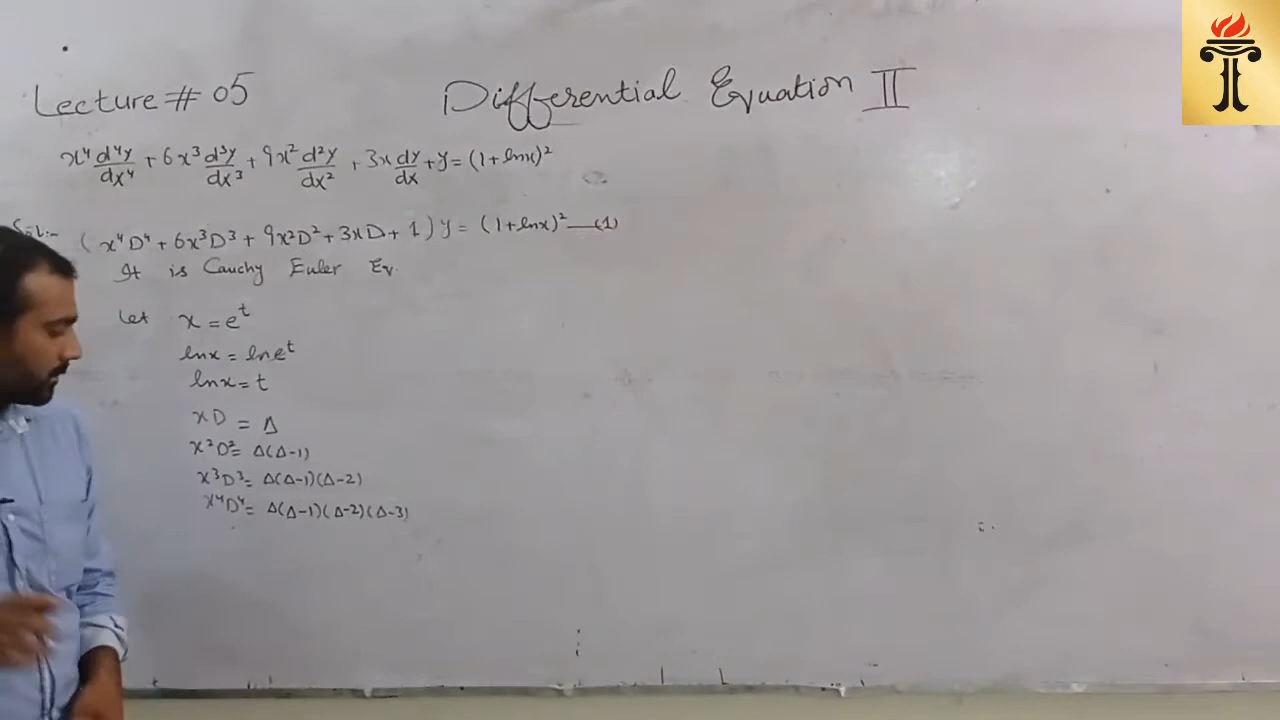 Lecture # 05
Differential Equation II
x⁴ d⁴y/dx⁴ + 6x³ d³y/dx³ + 9x² d²y/dx² + 3x dy/dx + y = (1+lnx)²
Sol:-
(x⁴D⁴ + 6x³D³ + 9x²D² + 3xD + 1) y = (1+lnx)² —(1)
It is Cauchy Euler Eq.
Let x = eᵗ
lnx = lneᵗ
lnx = t
xD = Δ
x²D² = Δ(Δ-1)
x³D³ = Δ(Δ-1)(Δ-2)
x⁴D⁴ = Δ(Δ-1)(Δ-2)(Δ-3)